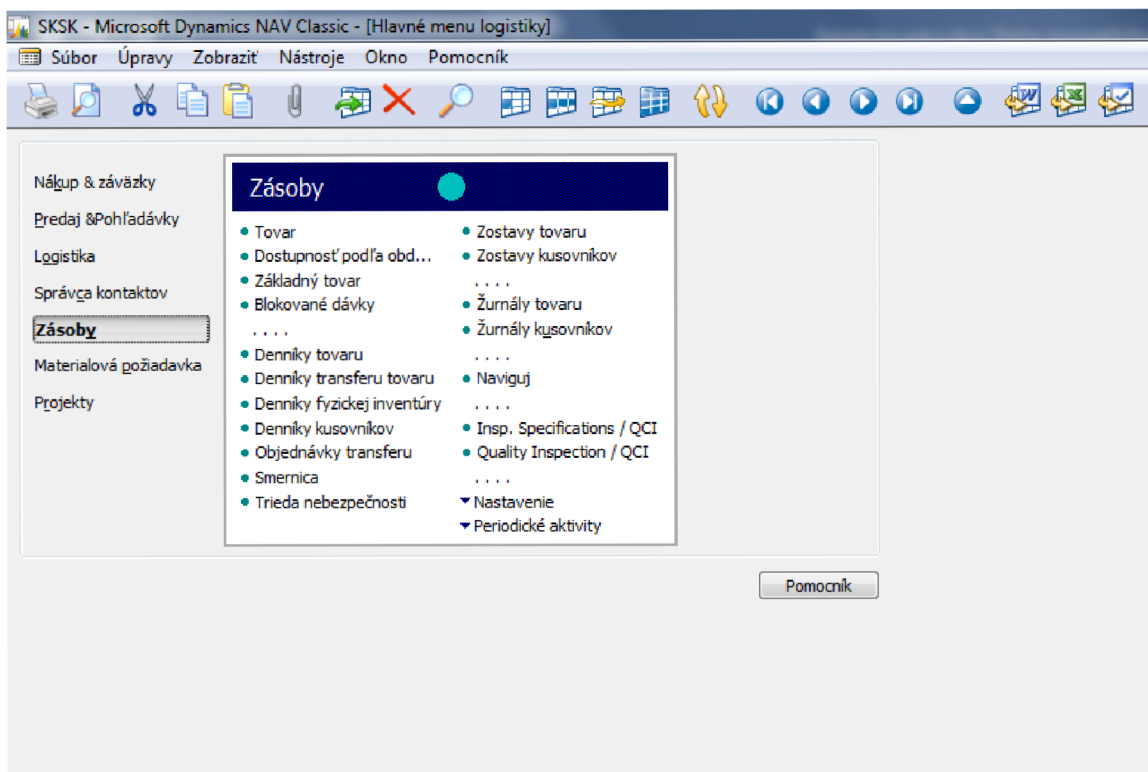 SKSK - Microsoft Dynamics NAV Classic - [Hlavné menu logistiky]
Súbor Úpravy Zobraziť Nástroje Okno Pomocník
Nákup & záväzky
Predaj &Pohľadávky
Logistika
Správca kontaktov
Zásoby
Materialová požiadavka
Projekty
Zásoby
Tovar
Dostupnosť podľa obd...
Základný tovar
Blokované dávky
. . . .
Denníky tovaru
Denníky transferu tovaru
Denníky fyzickej inventúry
Denníky kusovníkov
Objednávky transferu
Smernica
Trieda nebezpečnosti
Zostavy tovaru
Zostavy kusovníkov
. . . .
Žurnály tovaru
Žurnály kusovníkov
. . . .
Naviguj
. . . .
Insp. Specifications / QCI
Quality Inspection / QCI
. . . .
Nastavenie
Periodické aktivity
Pomocník